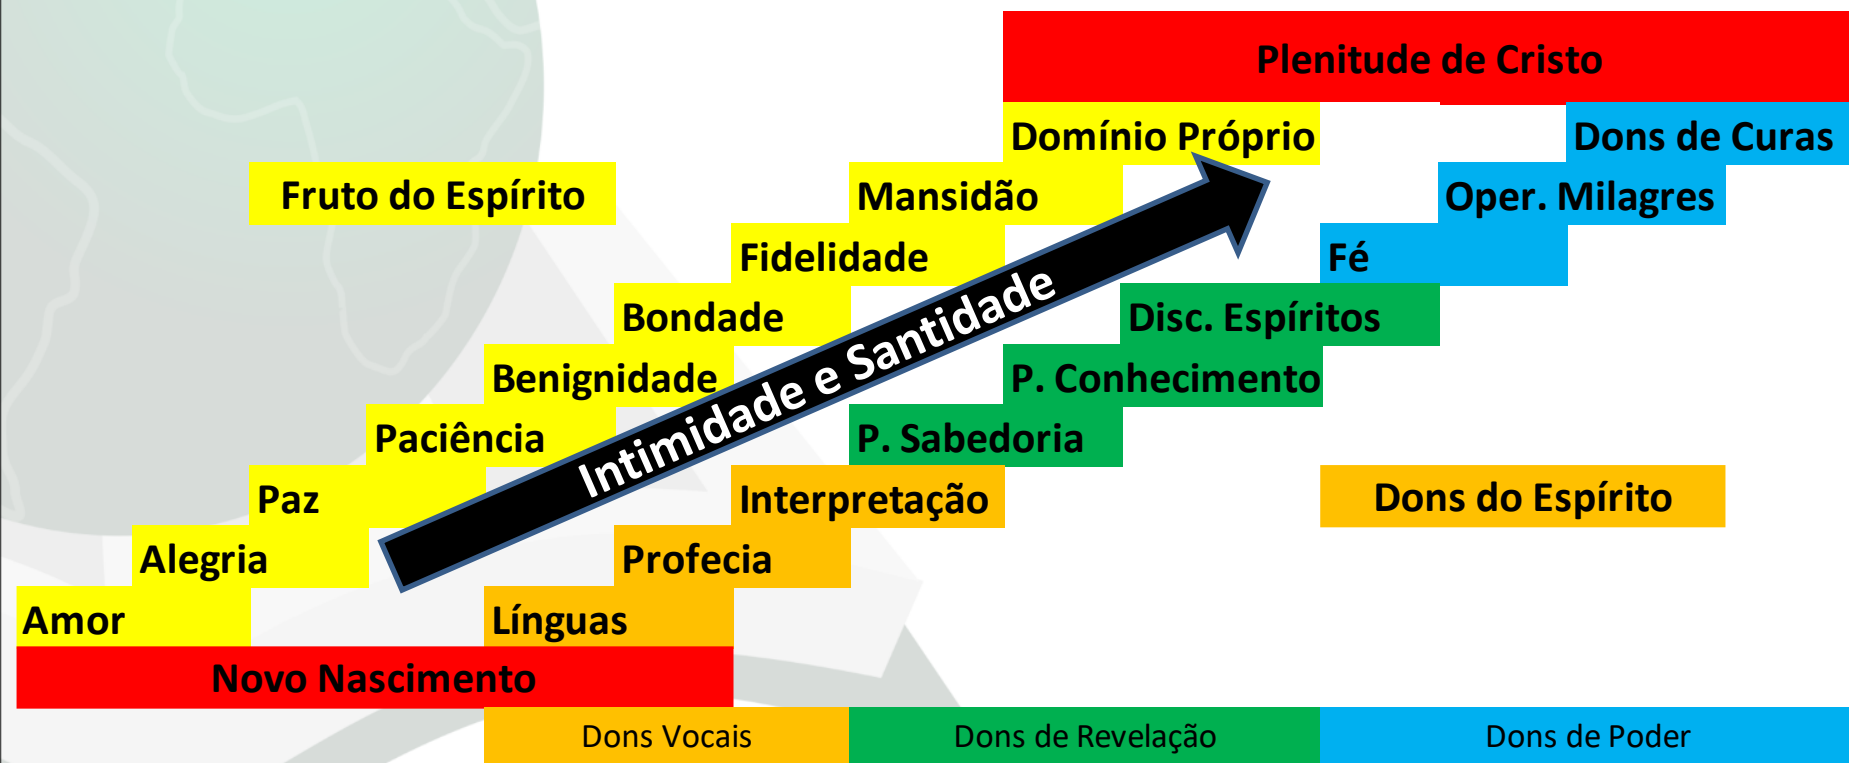 Plenitude de Cristo
Domínio Próprio
Dons de Curas
Fruto do Espírito
Mansidão
Oper. Milagres
Fidelidade
Fé
Bondade
Disc. Espíritos
Intimidade e Santidade
Benignidade
P. Conhecimento
Paciência
P. Sabedoria
Paz
Interpretação
Dons do Espírito
Alegria
Profecia
Amor
Línguas
Novo Nascimento
Dons Vocais
Dons de Revelação
Dons de Poder